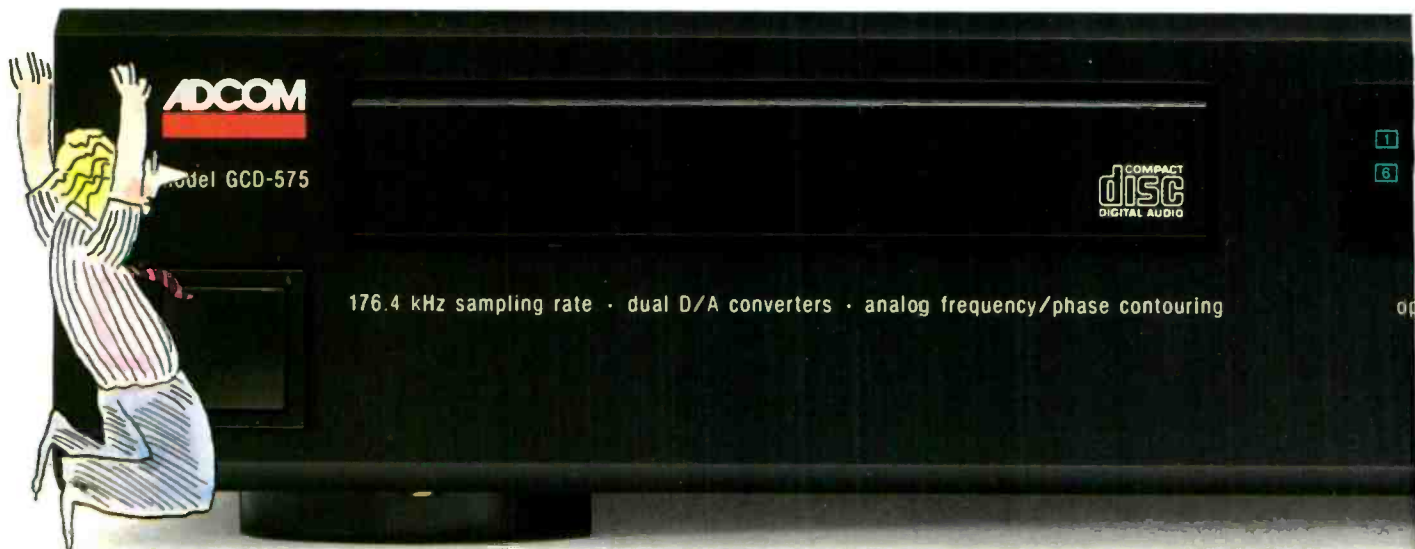 ADCOM
GCD-575
1
6
COMPACT
disc
DIGITAL AUDIO
176.4 kHz sampling rate · dual D/A converters · analog frequency/phase contouring